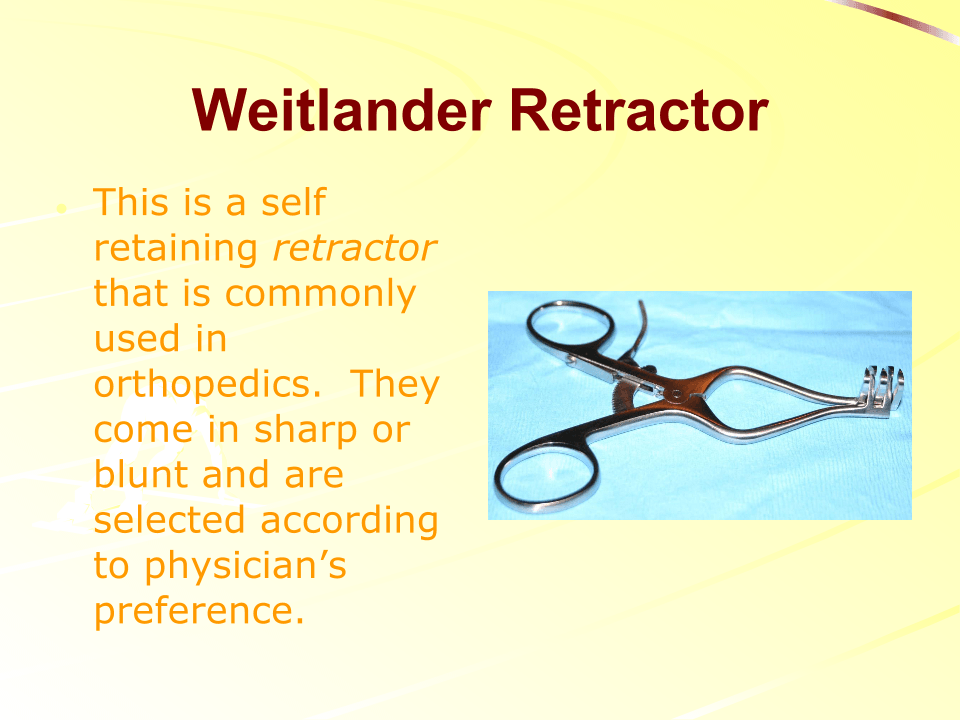 Weitlander Retractor
• This is a self
retaining retractor
that is commonly
used in
orthopedics.  They
come in sharp or
blunt and are
selected according
to physician’s
preference.